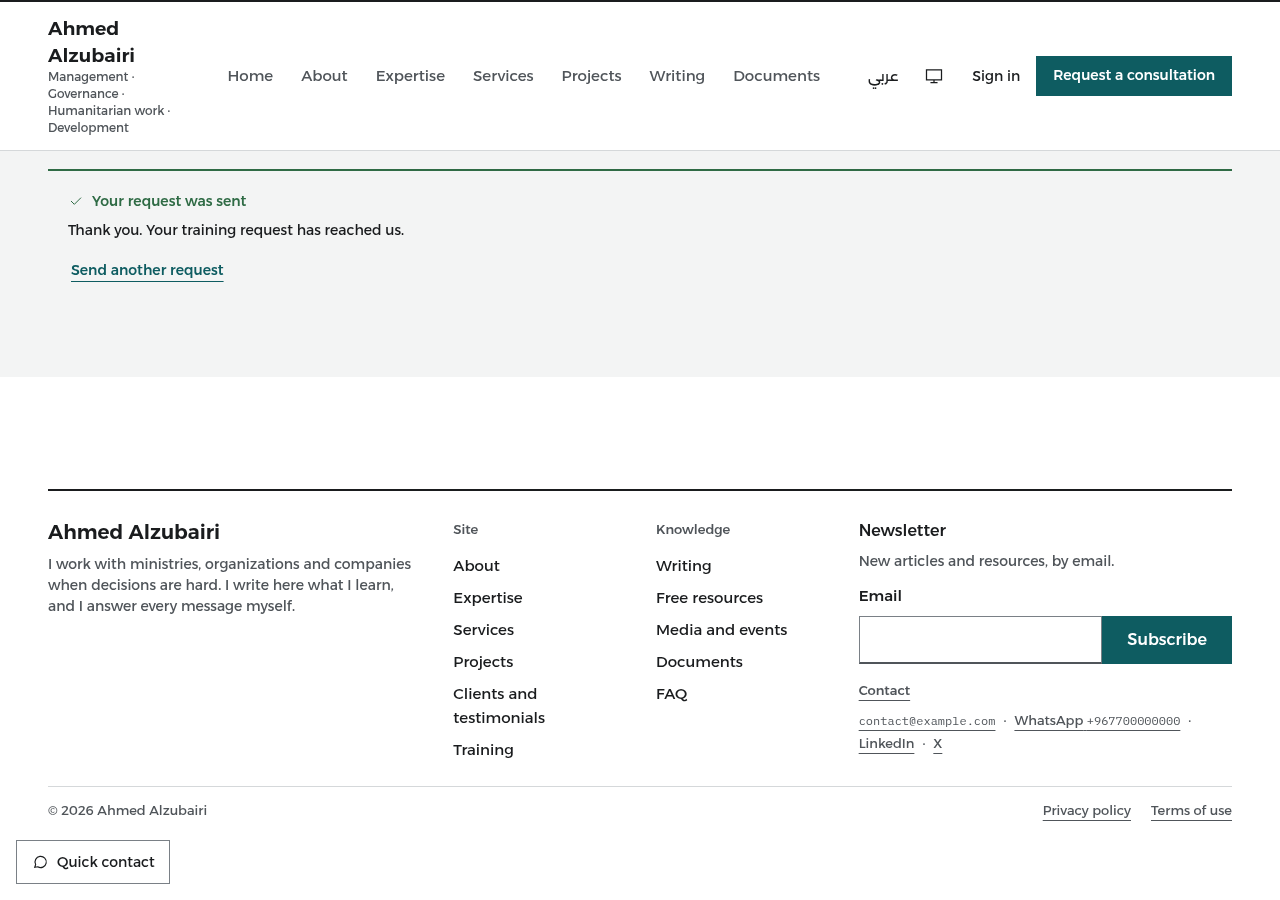 Ahmed
Alzubairi
Management ·
Governance ·
Humanitarian work ·
Development
Home
About
Expertise
Services
Projects
Writing
Documents
عربي
Sign in
Request a consultation
Your request was sent
Thank you. Your training request has reached us.
Send another request
Ahmed Alzubairi
I work with ministries, organizations and companies
when decisions are hard. I write here what I learn,
and I answer every message myself.
Site
About
Expertise
Services
Projects
Clients and
testimonials
Training
Knowledge
Writing
Free resources
Media and events
Documents
FAQ
Newsletter
New articles and resources, by email.
Email
Subscribe
Contact
contact@example.com · WhatsApp +967700000000 ·
LinkedIn · X
© 2026 Ahmed Alzubairi
Privacy policy
Terms of use
Quick contact